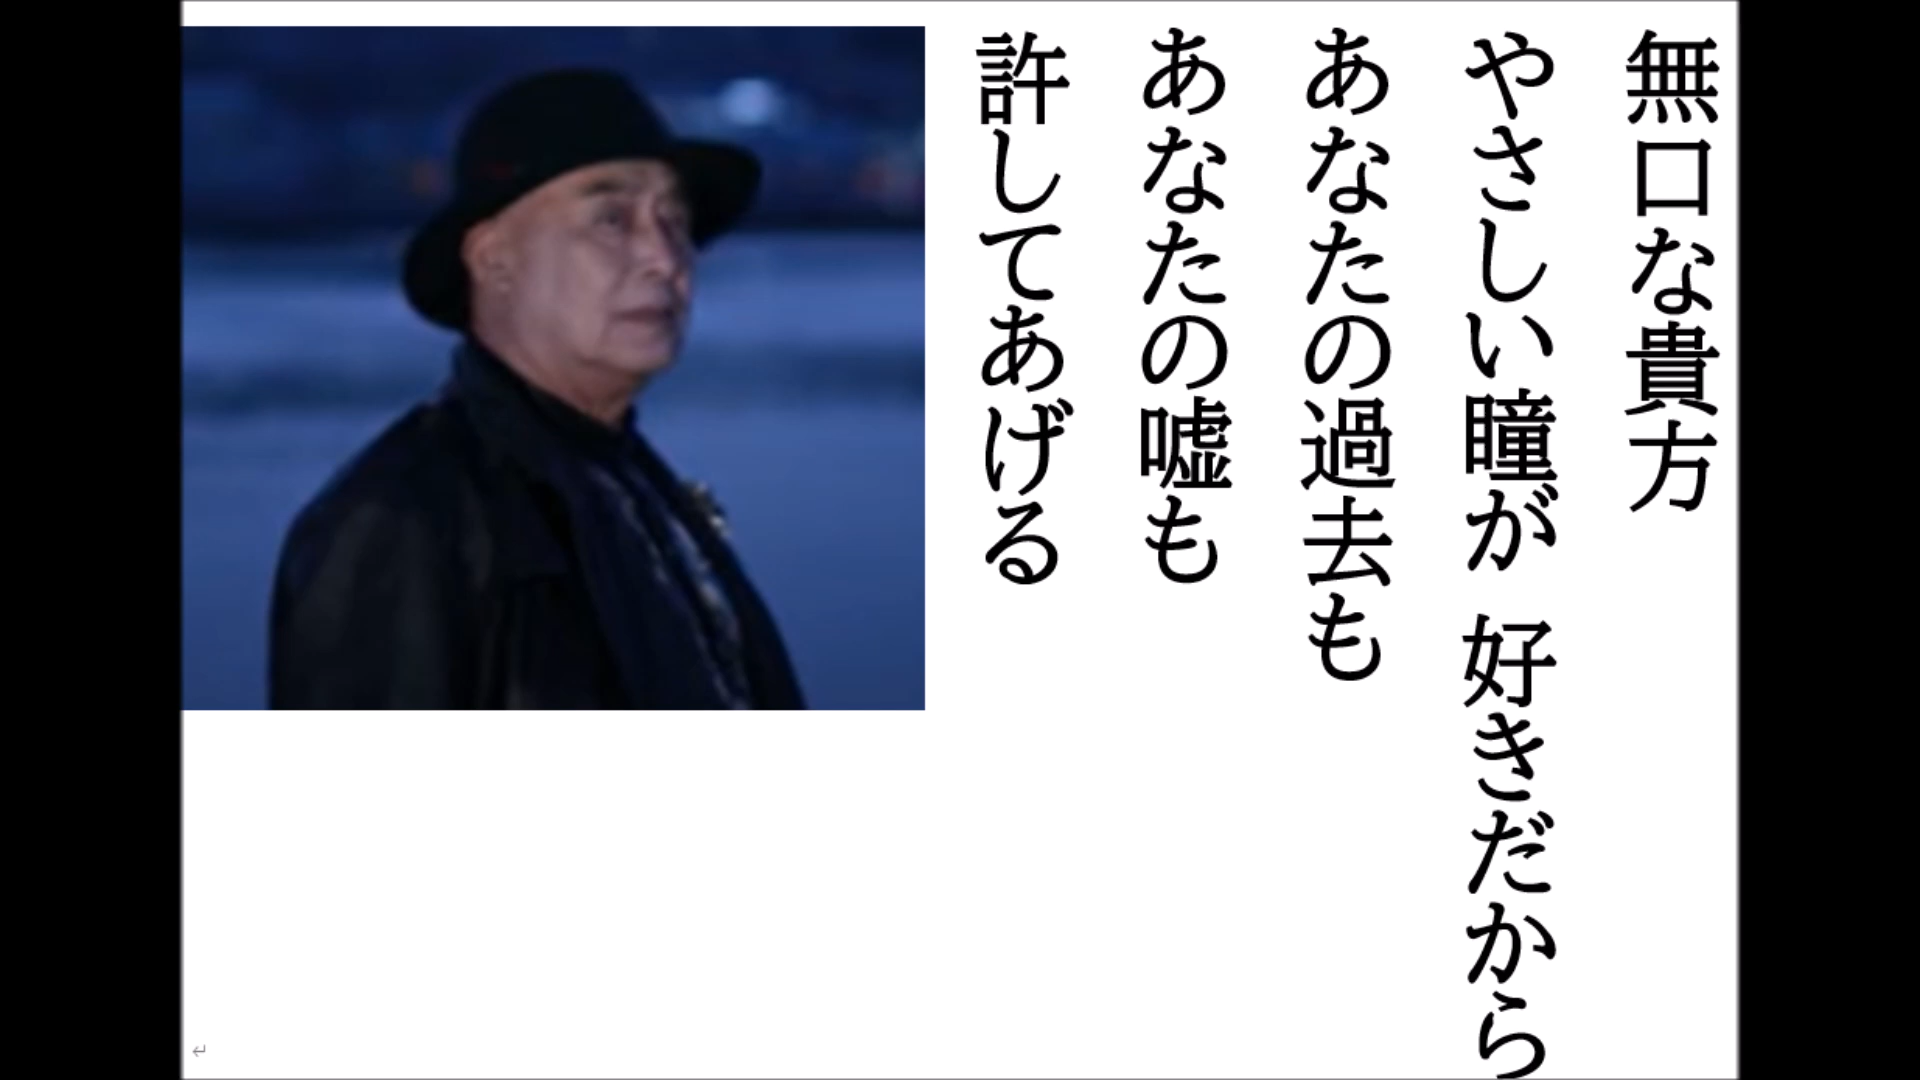 無口な貴方
やさしい瞳が 好きだから
あなたの過去も
あなたの嘘も
許してあげる